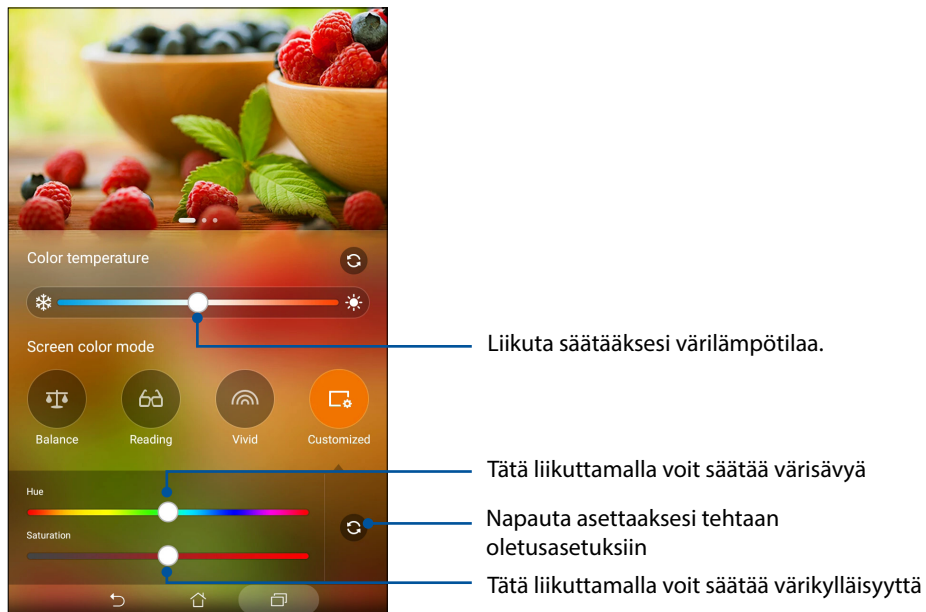 Color temperature
Liikuta säätääksesi värilämpötilaa.
Screen color mode
Balance Reading Vivid Customized
Tätä liikuttamalla voit säätää värisävyä
Hue
Napauta asettaaksesi tehtaan
oletusasetuksiin
Saturation
Tätä liikuttamalla voit säätää värikylläisyyttä